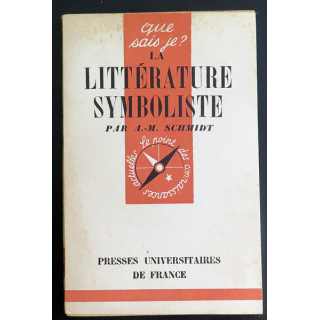 que
sais je?
LA
LITTÉRATURE
SYMBOLISTE
PAR A.-M. SCHMIDT
Le point des connaissances actuelles
PRESSES UNIVERSITAIRES
DE FRANCE